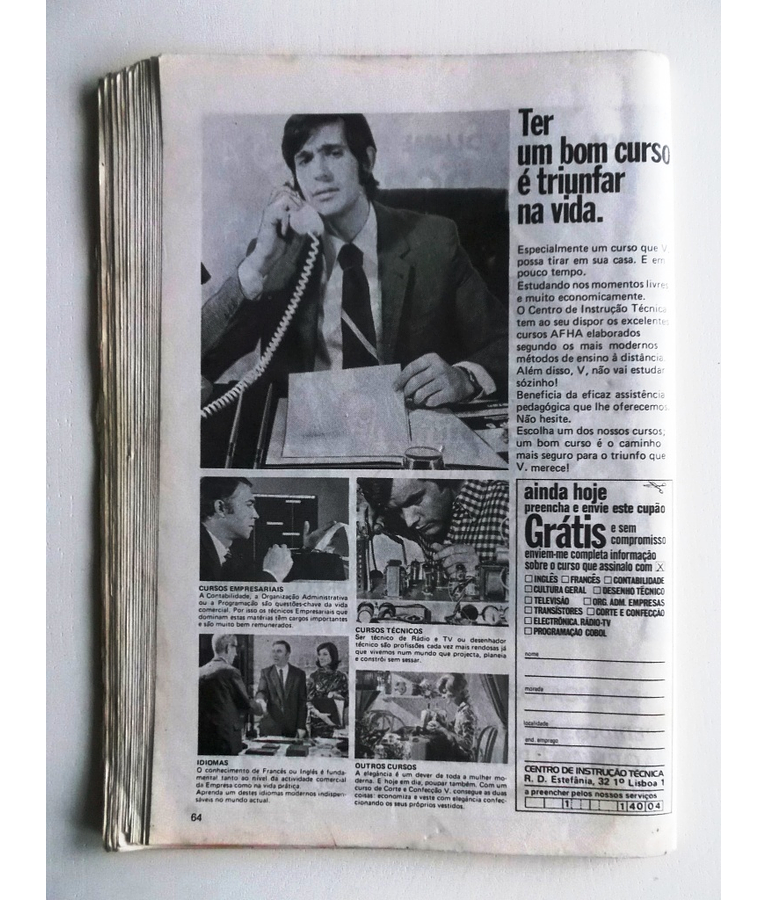 Ter
um bom curso
é triunfar
na vida.
Especialmente um curso que V.
possa tirar em sua casa. E em
pouco tempo.
Estudando nos momentos livres
e muito economicamente.
O Centro de Instrução Técnica
tem ao seu dispor os excelentes
cursos AFHA elaborados
segundo os mais modernos
métodos de ensino à distância.
Além disso, V, não vai estudar
sózinho!
Beneficia da eficaz assistência
pedagógica que lhe oferecemos.
Não hesite.
Escolha um dos nossos cursos;
um bom curso é o caminho
mais seguro para o triunfo que
V. merece!
CURSOS EMPRESARIAIS
A Contabilidade, a Organização Administrativa
ou a Programação são questões-chave da vida
comercial. Por isso os técnicos Empresariais que
dominam estas matérias têm cargos importantes
e são muito bem remunerados.
CURSOS TÉCNICOS
Ser técnico de Rádio e TV ou desenhador
técnico são profissões cada vez mais rendosas já
que vivemos num mundo que projecta, planeia
e constrói sem cessar.
IDIOMAS
O conhecimento de Francês ou Inglês é funda-
mental tanto ao nível da actividade comercial
da Empresa como na vida prática.
Aprenda um destes idiomas modernos indispen-
sáveis no mundo actual.
OUTROS CURSOS
A elegância é um dever de toda a mulher mo-
derna. E hoje em dia, poupar também. Com um
curso de Corte e Confecção V. consegue as duas
coisas: economiza e veste com elegância confec-
cionando os seus próprios vestidos.
ainda hoje
preencha e envie este cupão
Grátis e sem
compromisso
enviem-me completa informação
sobre o curso que assinalo com X
INGLÊS FRANCÊS CONTABILIDADE
CULTURA GERAL DESENHO TÉCNICO
TELEVISÃO ORG. ADM. EMPRESAS
TRANSÍSTORES CORTE E CONFECÇÃO
ELECTRÓNICA RÁDIO-TV
PROGRAMAÇÃO COBOL
nome
morada
localidade
end. emprego
CENTRO DE INSTRUÇÃO TÉCNICA
R. D. Estefânia, 32 1º Lisboa 1
a preencher pelos nossos serviços
1 1 40 04
64